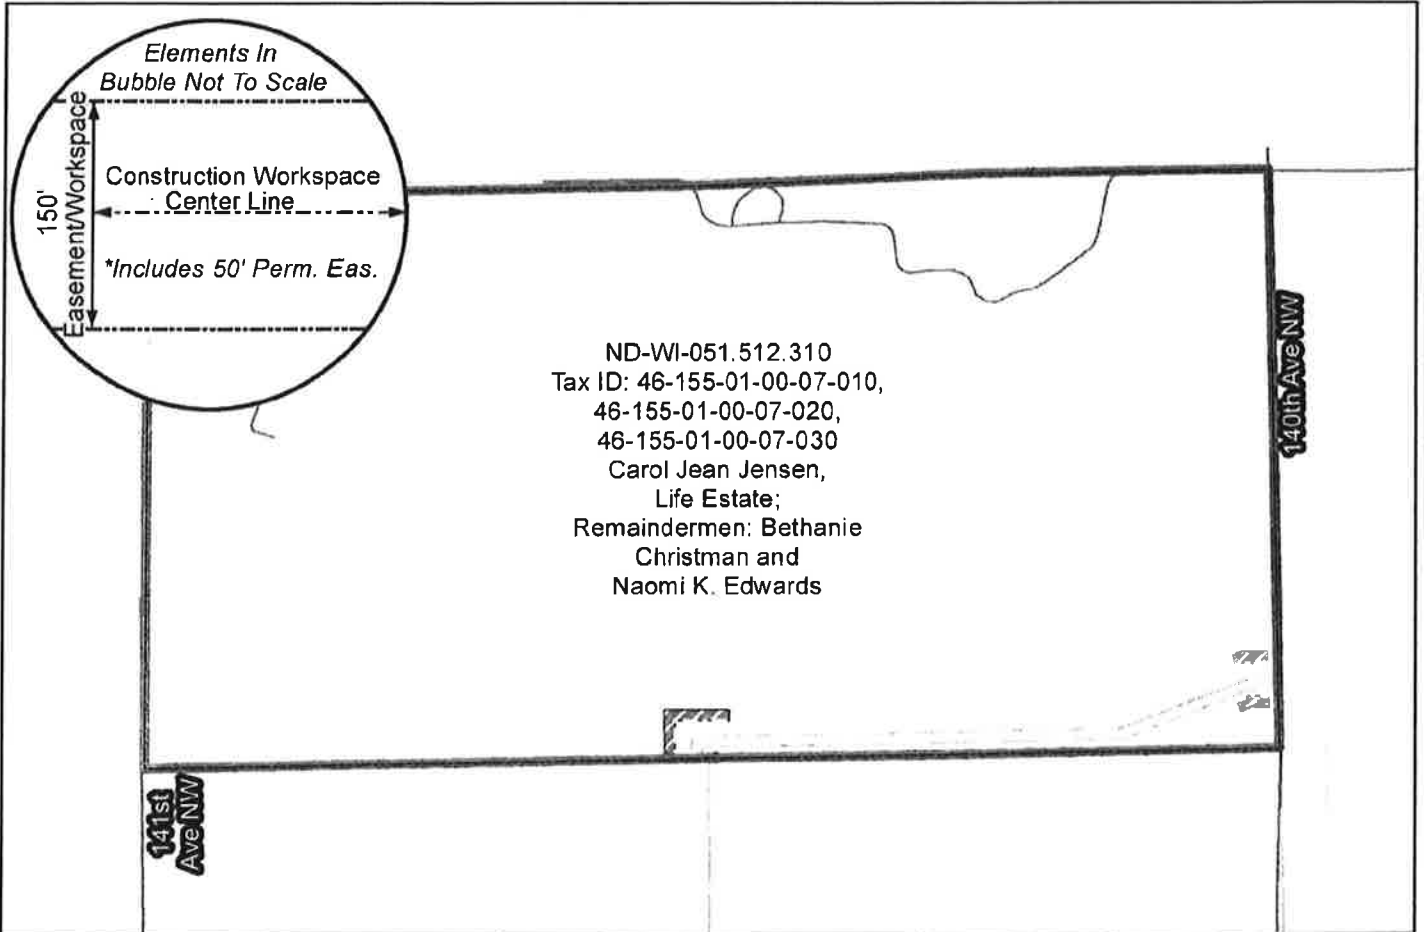 Elements In
Bubble Not To Scale
150'
Easement/Workspace
Construction Workspace
Center Line
*Includes 50' Perm. Eas.
ND-WI-051.512.310
Tax ID: 46-155-01-00-07-010,
46-155-01-00-07-020,
46-155-01-00-07-030
Carol Jean Jensen,
Life Estate;
Remaindermen: Bethanie
Christman and
Naomi K. Edwards
140th Ave NW
141st
Ave NW